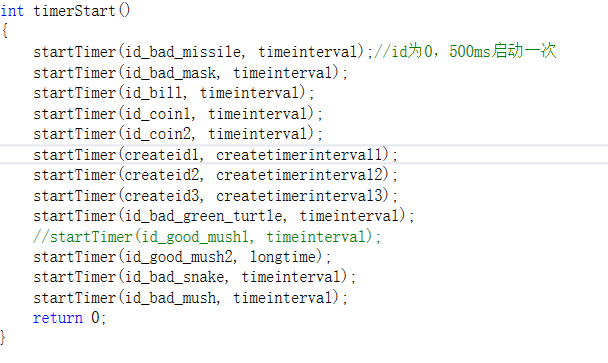 int timerStart()
{
startTimer(id_bad_missile, timeinterval);//id为0，500ms启动一次
startTimer(id_bad_mask, timeinterval);
startTimer(id_bill, timeinterval);
startTimer(id_coin1, timeinterval);
startTimer(id_coin2, timeinterval);
startTimer(createid1, createtimerinterval1);
startTimer(createid2, createtimerinterval2);
startTimer(createid3, createtimerinterval3);
startTimer(id_bad_green_turtle, timeinterval);
//startTimer(id_good_mush1, timeinterval);
startTimer(id_good_mush2, longtime);
startTimer(id_bad_snake, timeinterval);
startTimer(id_bad_mush, timeinterval);
return 0;
}